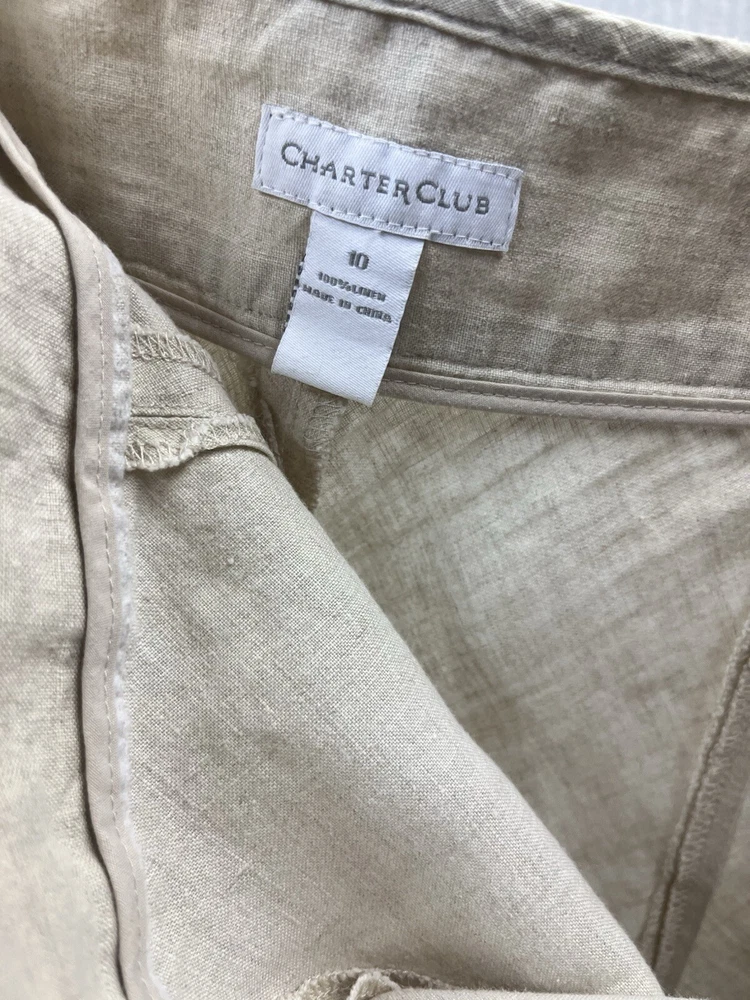 CHARTER CLUB
10
100% LINEN
MADE IN CHINA